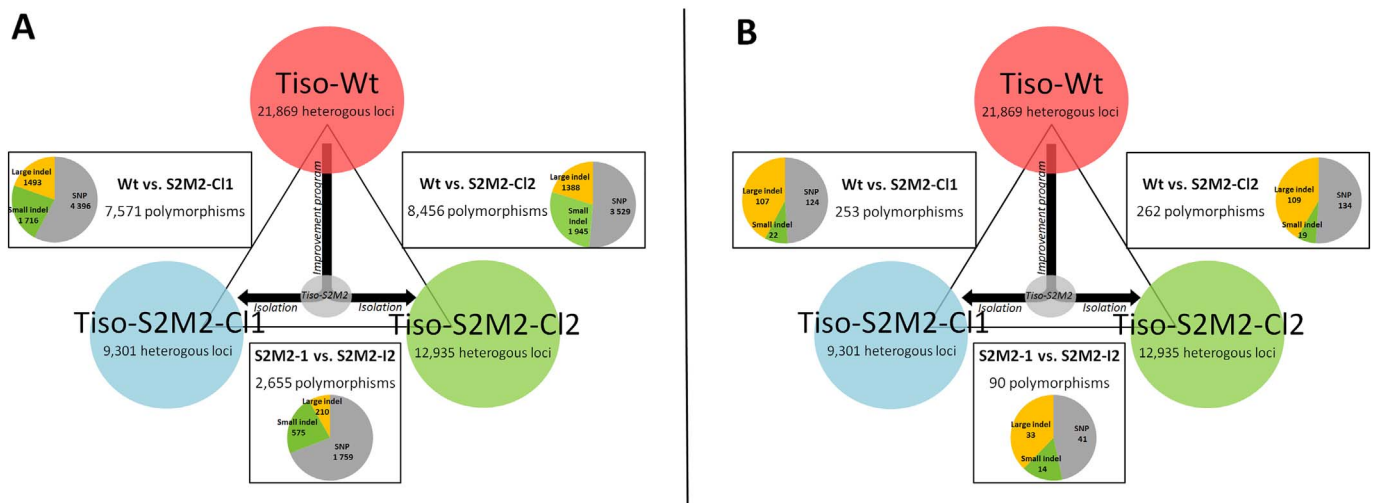 A
Tiso-Wt
21,869 heterogous loci
Large indel
1493
SNP
4 396
Small indel
1 716
Wt vs. S2M2-Cl1
7,571 polymorphisms
Improvement program
Wt vs. S2M2-Cl2
8,456 polymorphisms
Large indel
1388
SNP
3 529
Small
indel
1 945
Tiso-S2M2
Isolation
Isolation
Tiso-S2M2-Cl1
9,301 heterogous loci
Tiso-S2M2-Cl2
12,935 heterogous loci
S2M2-1 vs. S2M2-I2
2,655 polymorphisms
Large indel
210
Small indel
575
SNP
1 759
B
Tiso-Wt
21,869 heterogous loci
Large indel
107
SNP
124
Small indel
22
Wt vs. S2M2-Cl1
253 polymorphisms
Improvement program
Wt vs. S2M2-Cl2
262 polymorphisms
Large indel
109
SNP
134
Small indel
19
Tiso-S2M2
Isolation
Isolation
Tiso-S2M2-Cl1
9,301 heterogous loci
Tiso-S2M2-Cl2
12,935 heterogous loci
S2M2-1 vs. S2M2-I2
90 polymorphisms
Large indel
33
SNP
41
Small indel
14